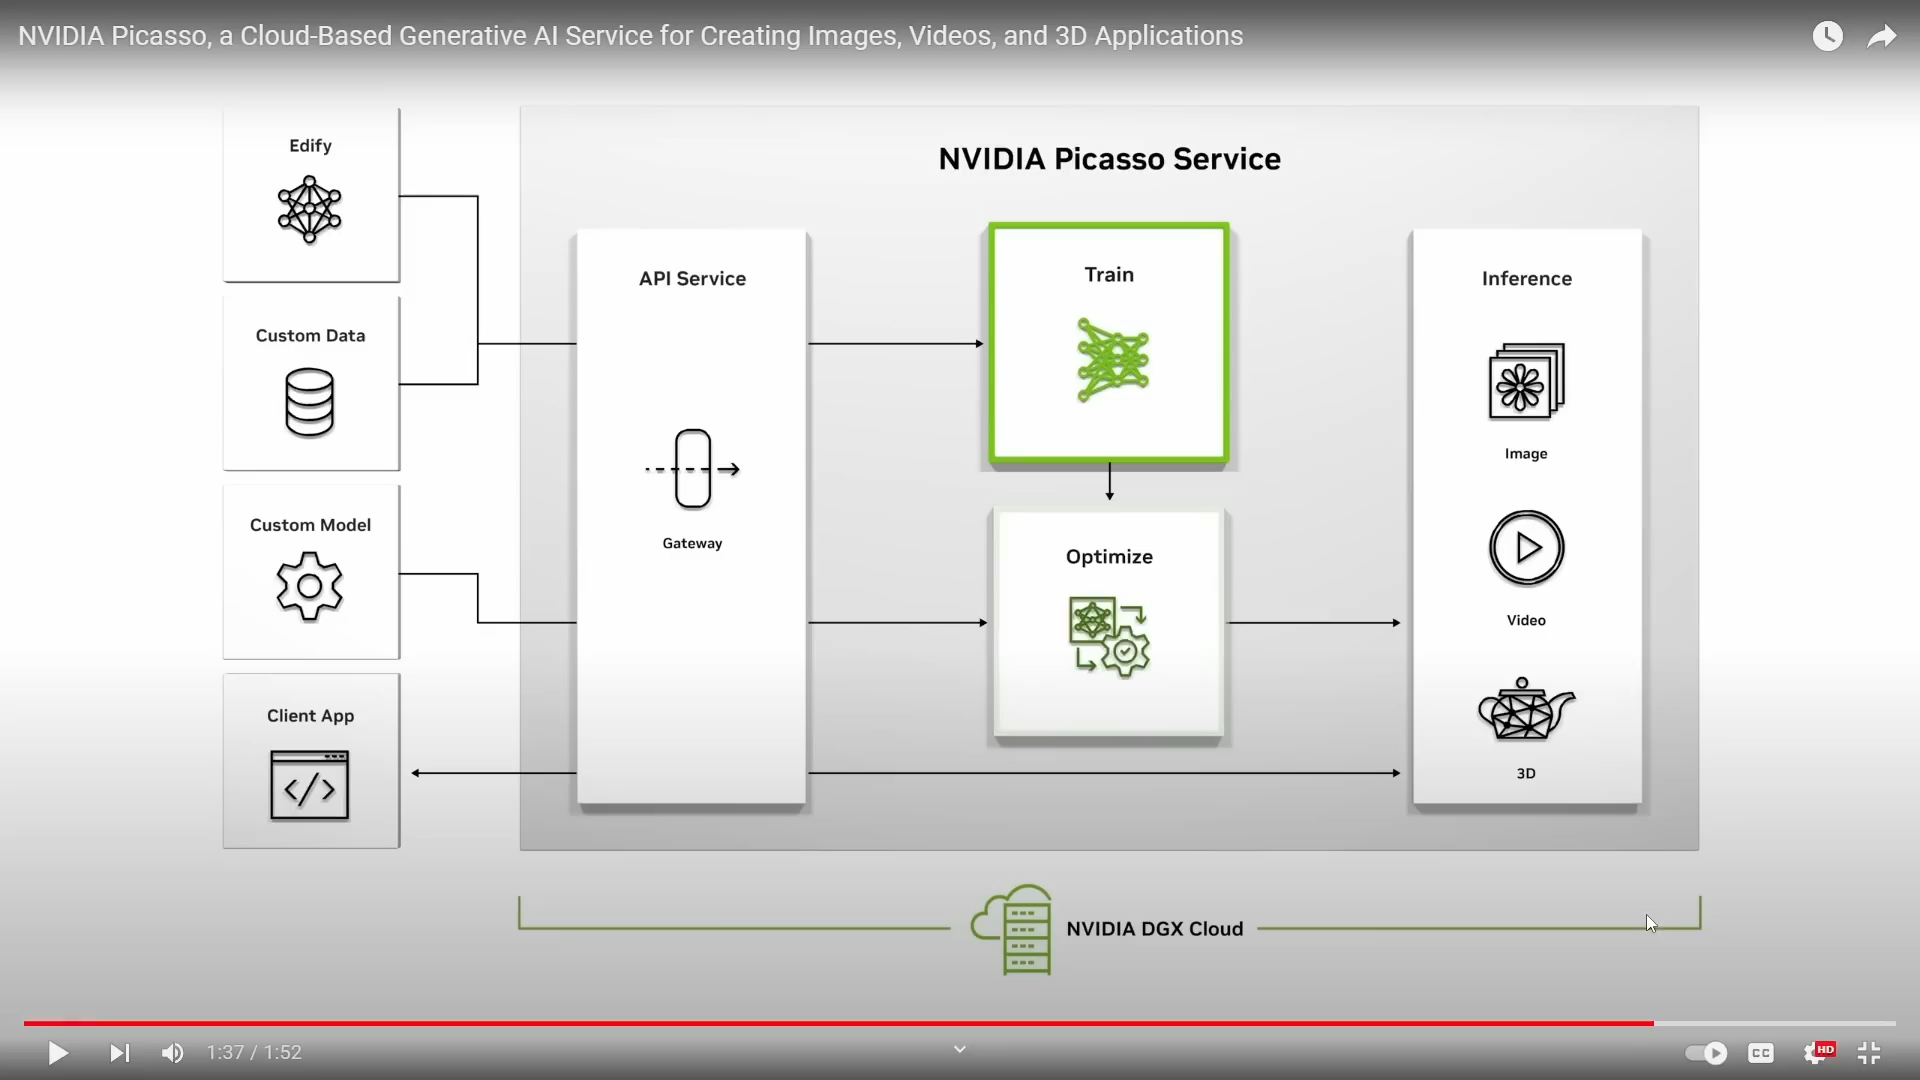 NVIDIA Picasso, a Cloud-Based Generative AI Service for Creating Images, Videos, and 3D Applications
Edify
Custom Data
Custom Model
Client App
</>
NVIDIA Picasso Service
API Service
Gateway
Train
Optimize
Inference
Image
Video
3D
NVIDIA DGX Cloud
1:37 / 1:52
CC
HD